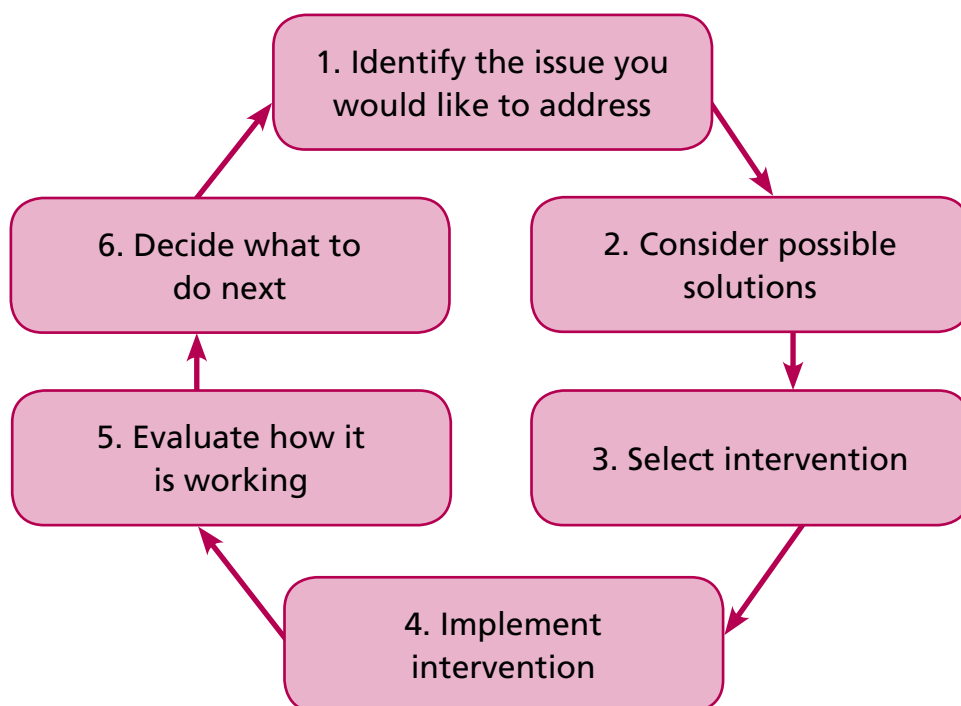 1. Identify the issue you
would like to address
2. Consider possible
solutions
3. Select intervention
4. Implement
intervention
5. Evaluate how it
is working
6. Decide what to
do next